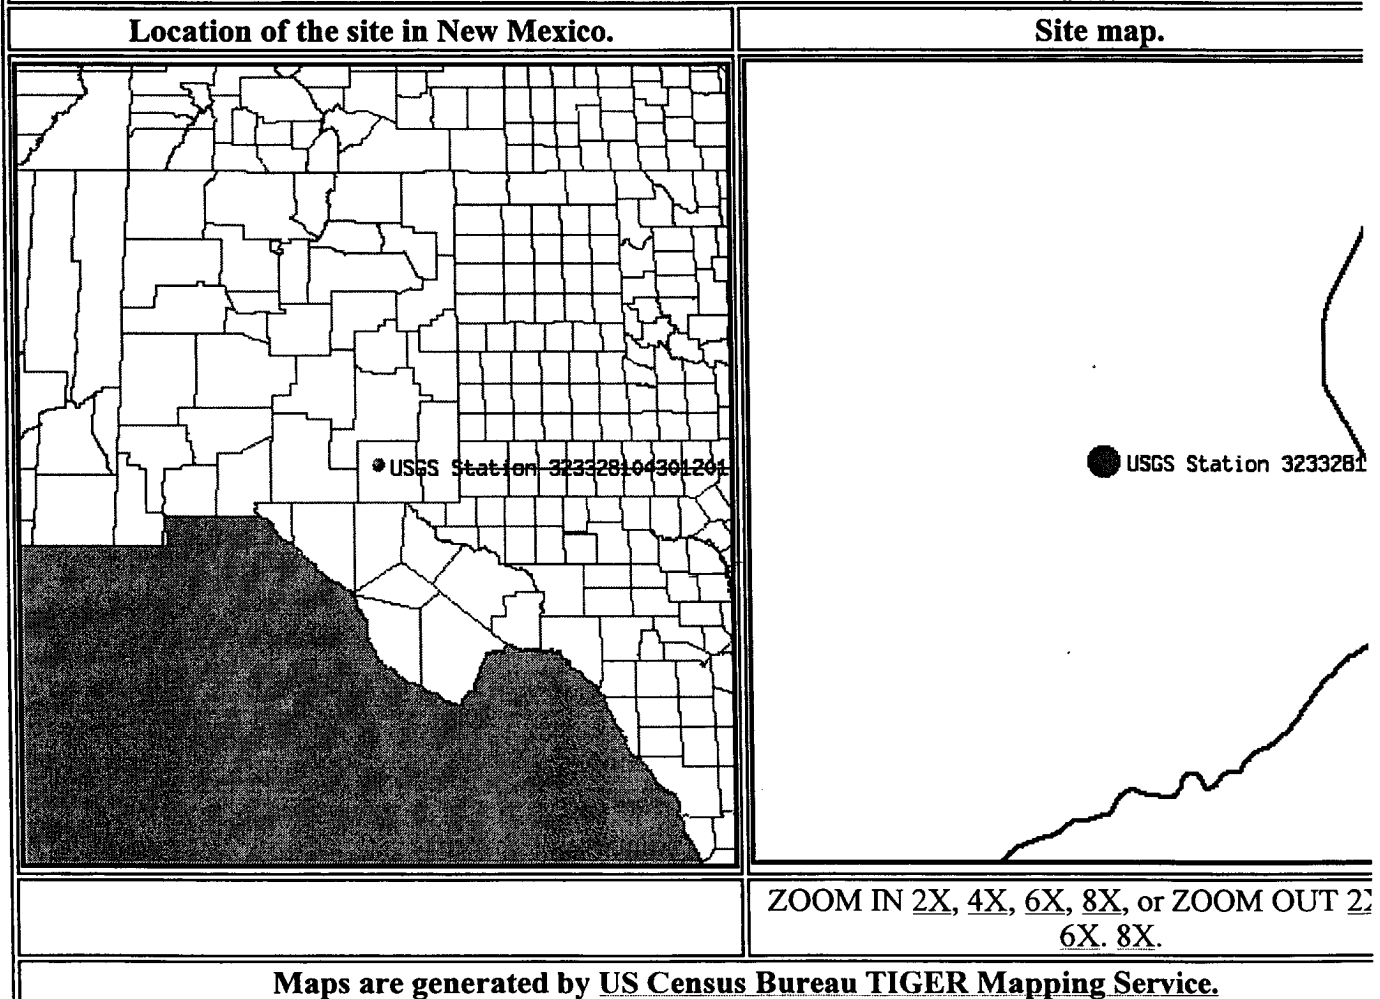 Location of the site in New Mexico.
Site map.
USGS Station 323328104301201
USGS Station 3233281
ZOOM IN 2X, 4X, 6X, 8X, or ZOOM OUT
6X. 8X.
Maps are generated by US Census Bureau TIGER Mapping Service.